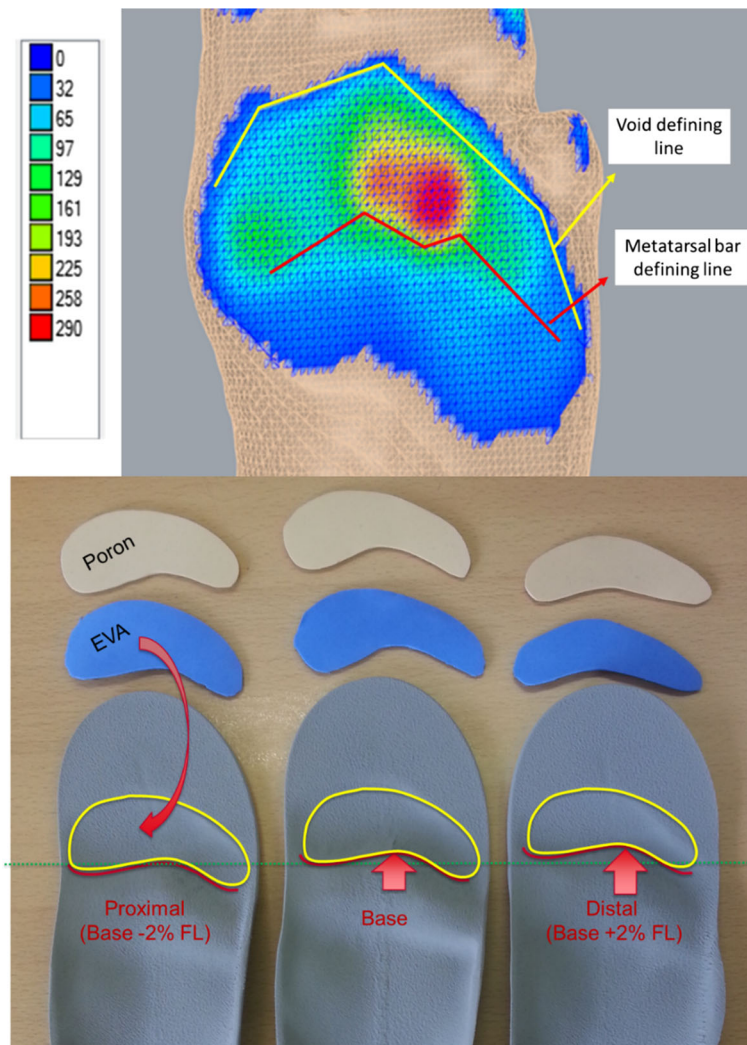 0
32
65
97
129
161
193
225
258
290
Void defining
line
Metatarsal bar
defining line
Poron
EVA
Proximal
(Base -2% FL)
Base
Distal
(Base +2% FL)